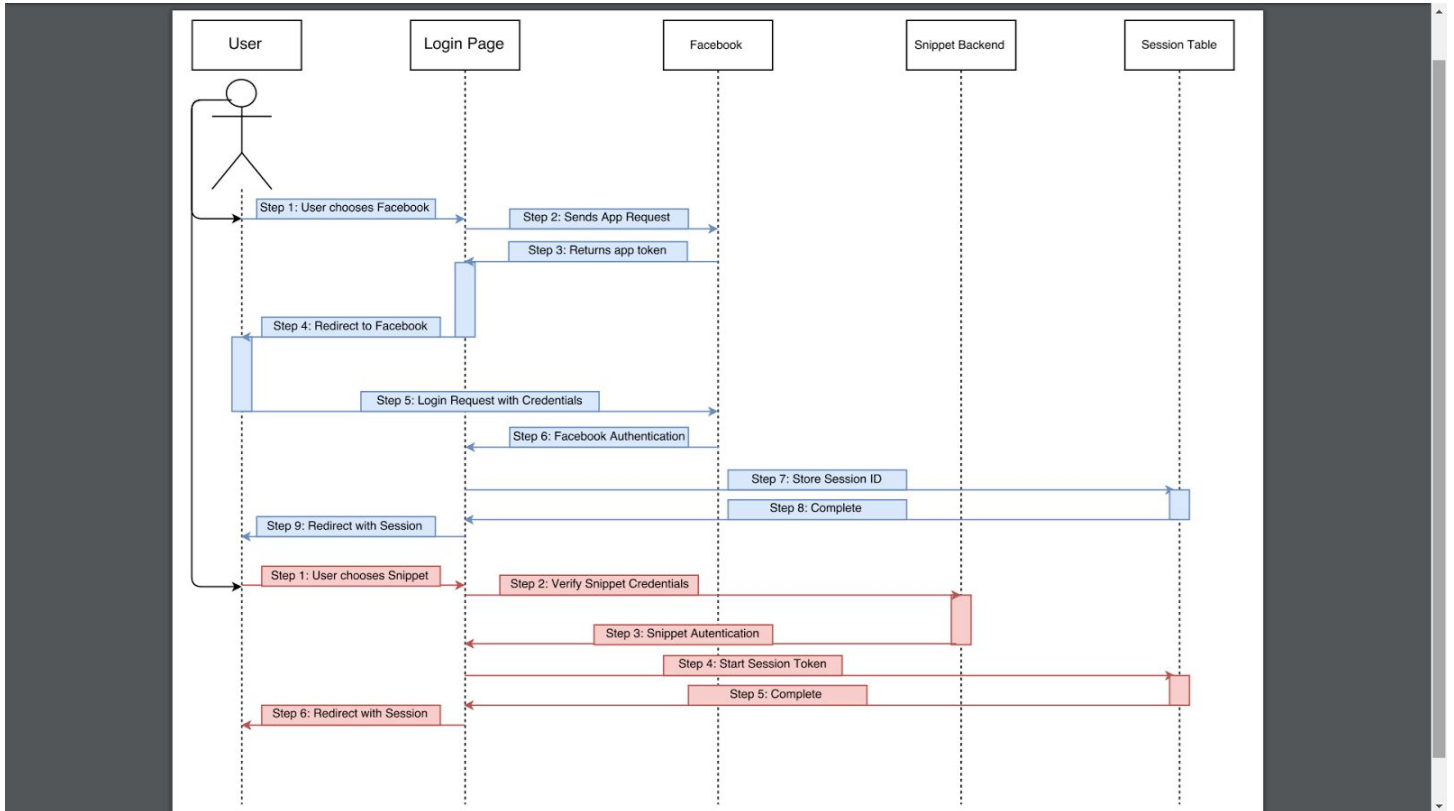 User
Login Page
Facebook
Snippet Backend
Session Table
Step 1: User chooses Facebook
Step 2: Sends App Request
Step 3: Returns app token
Step 4: Redirect to Facebook
Step 5: Login Request with Credentials
Step 6: Facebook Authentication
Step 7: Store Session ID
Step 8: Complete
Step 9: Redirect with Session
Step 1: User chooses Snippet
Step 2: Verify Snippet Credentials
Step 3: Snippet Autentication
Step 4: Start Session Token
Step 5: Complete
Step 6: Redirect with Session